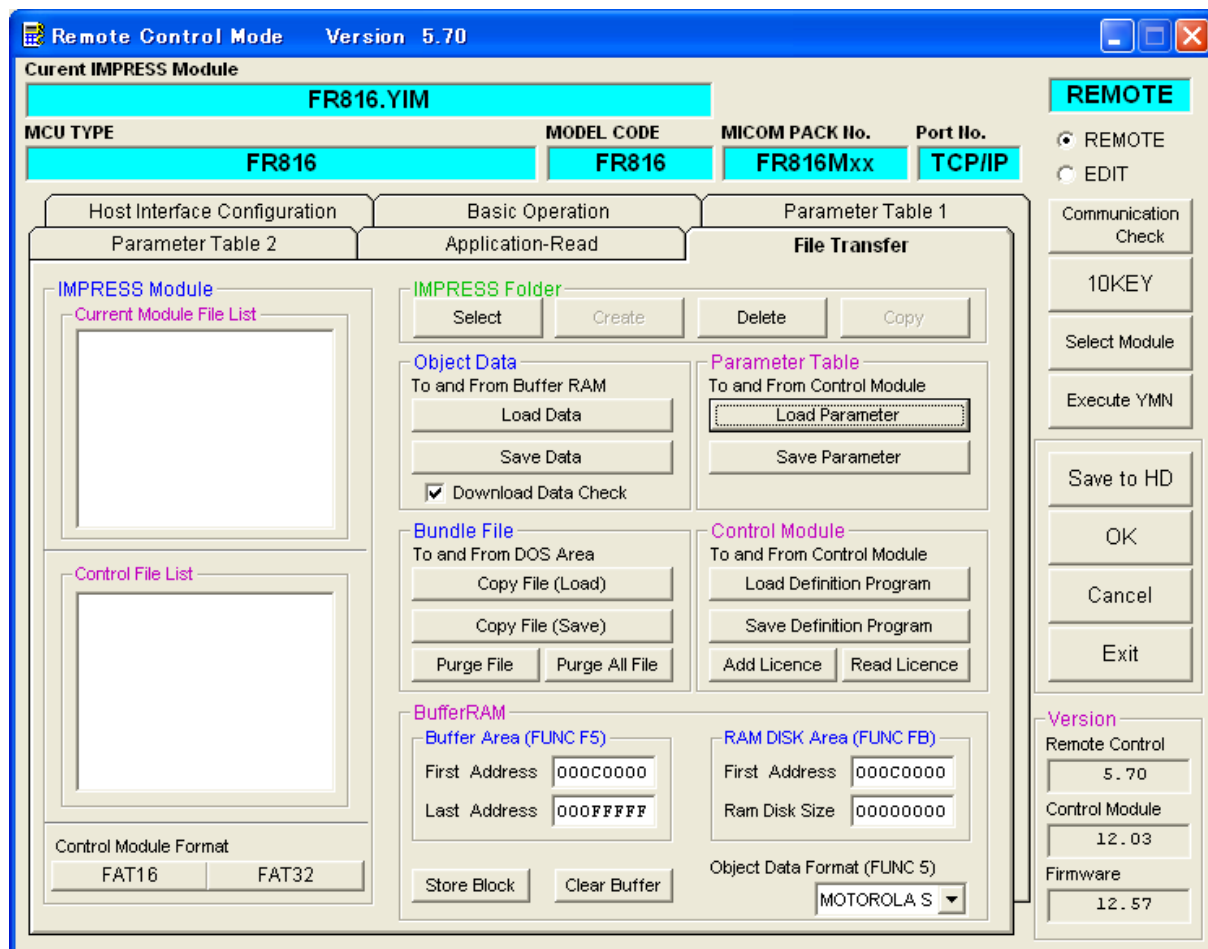 Remote Control Mode Version 5.70
Curent IMPRESS Module
FR816.YIM
REMOTE
MCU TYPE MODEL CODE MICOM PACK No. Port No.
FR816 FR816 FR816Mxx TCP/IP
REMOTE
EDIT
Host Interface Configuration Basic Operation Parameter Table 1
Parameter Table 2 Application-Read File Transfer
Communication Check
10KEY
Select Module
Execute YMN
Save to HD
OK
Cancel
Exit
IMPRESS Module
Current Module File List
Control File List
Control Module Format
FAT16 FAT32
IMPRESS Folder
Select Create Delete Copy
Object Data
To and From Buffer RAM
Load Data
Save Data
Download Data Check
Parameter Table
To and From Control Module
Load Parameter
Save Parameter
Bundle File
To and From DOS Area
Copy File (Load)
Copy File (Save)
Purge File Purge All File
Control Module
To and From Control Module
Load Definition Program
Save Definition Program
Add Licence Read Licence
BufferRAM
Buffer Area (FUNC F5)
First Address 000C0000
Last Address 000FFFFF
RAM DISK Area (FUNC FB)
First Address 000C0000
Ram Disk Size 00000000
Store Block Clear Buffer
Object Data Format (FUNC 5)
MOTOROLA S
Version
Remote Control
5.70
Control Module
12.03
Firmware
12.57